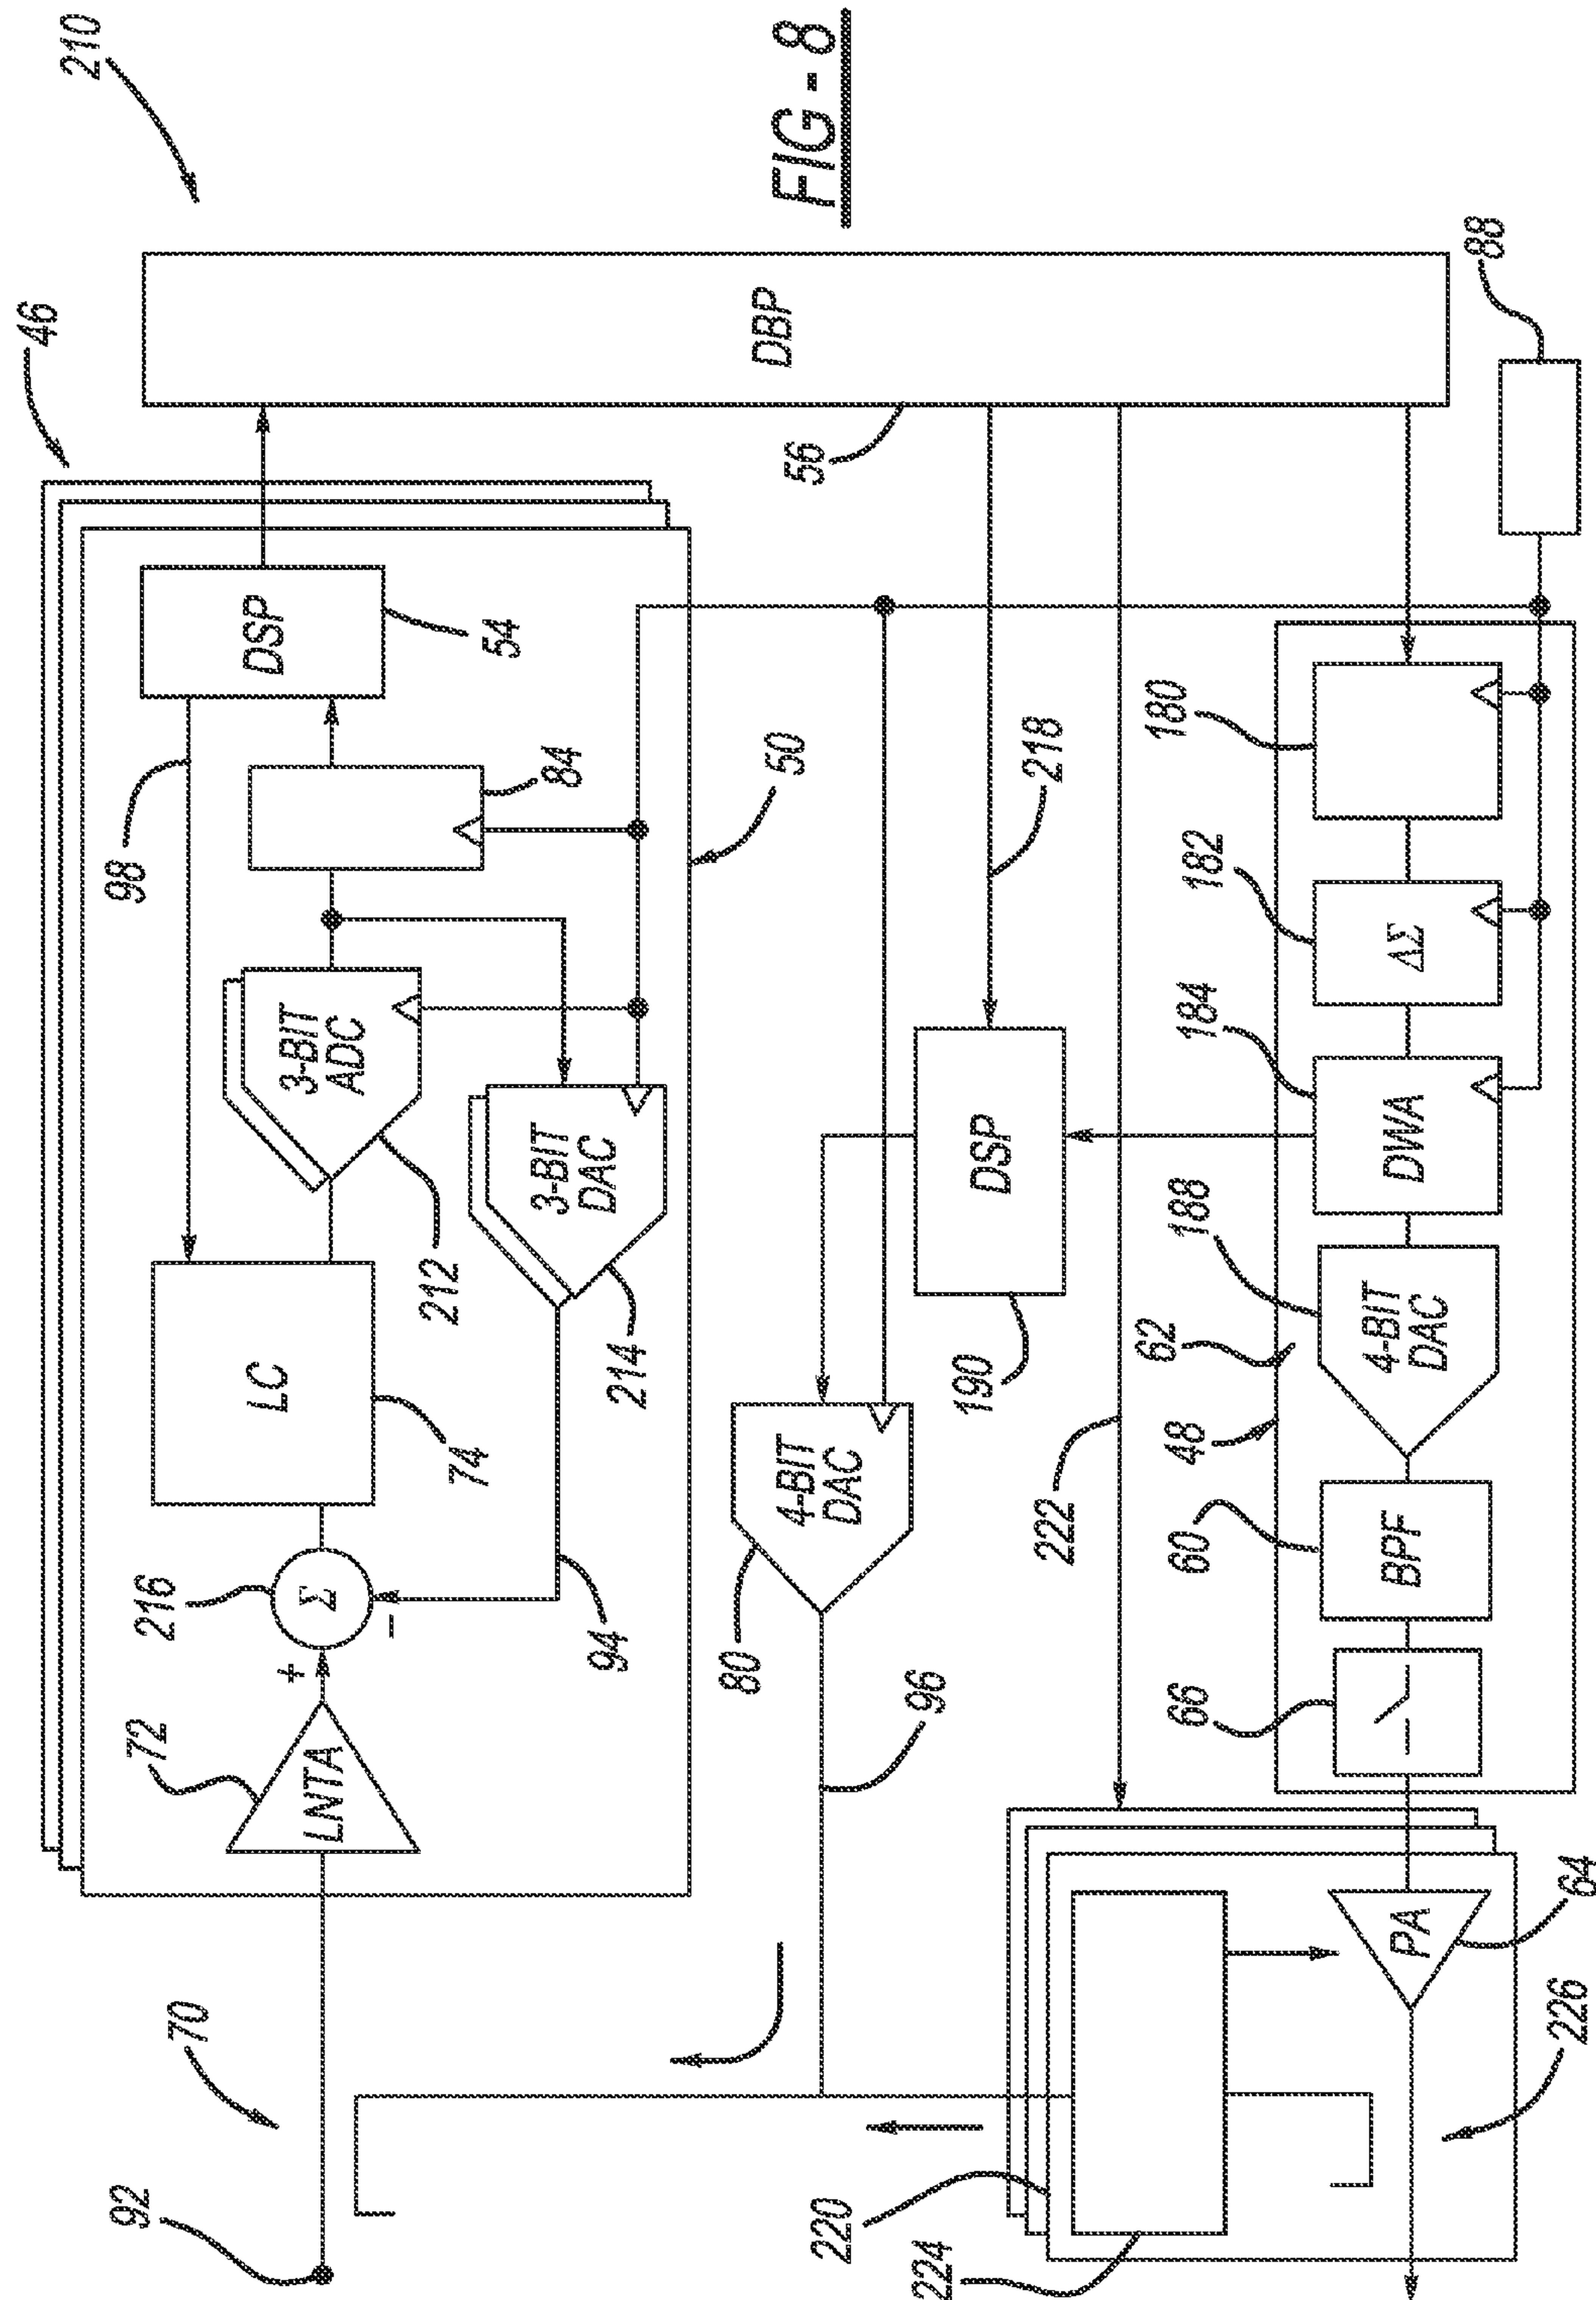 210
46
98
72
216
LNTA
+
Σ
−
LC
74
3-BIT
ADC
212
3-BIT
DAC
214
84
DSP
54
50
94
92
70
DBP
56
88
FIG - 8
80
4-BIT
DAC
96
DSP
190
218
222
62
48
60
66
BPF
188
4-BIT
DAC
184
DWA
182
ΔΣ
180
220
224
PA
64
226